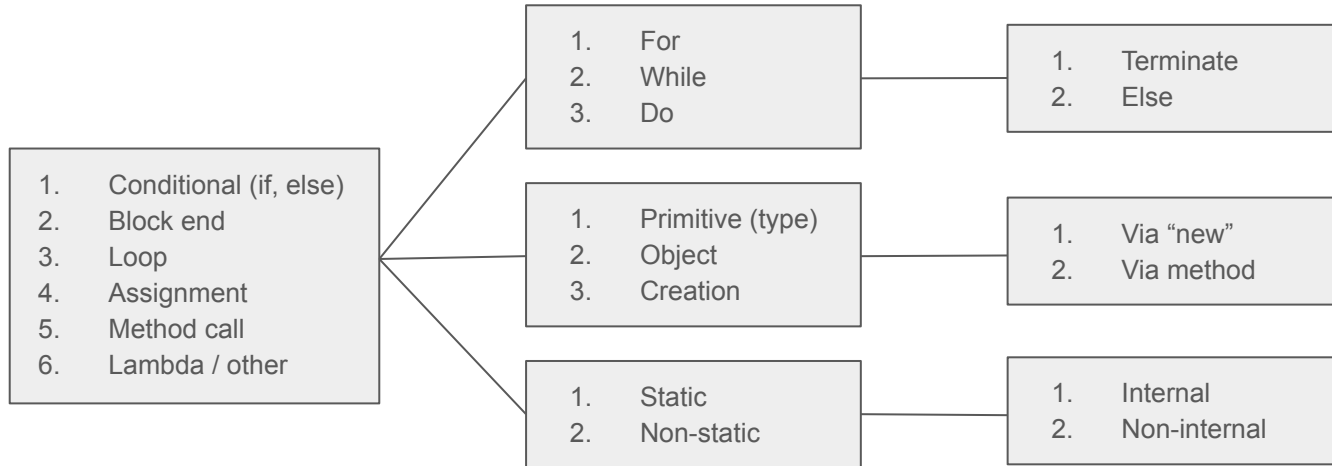 1. Conditional (if, else)
2. Block end
3. Loop
4. Assignment
5. Method call
6. Lambda / other
1. For
2. While
3. Do
1. Terminate
2. Else
1. Primitive (type)
2. Object
3. Creation
1. Via “new”
2. Via method
1. Static
2. Non-static
1. Internal
2. Non-internal